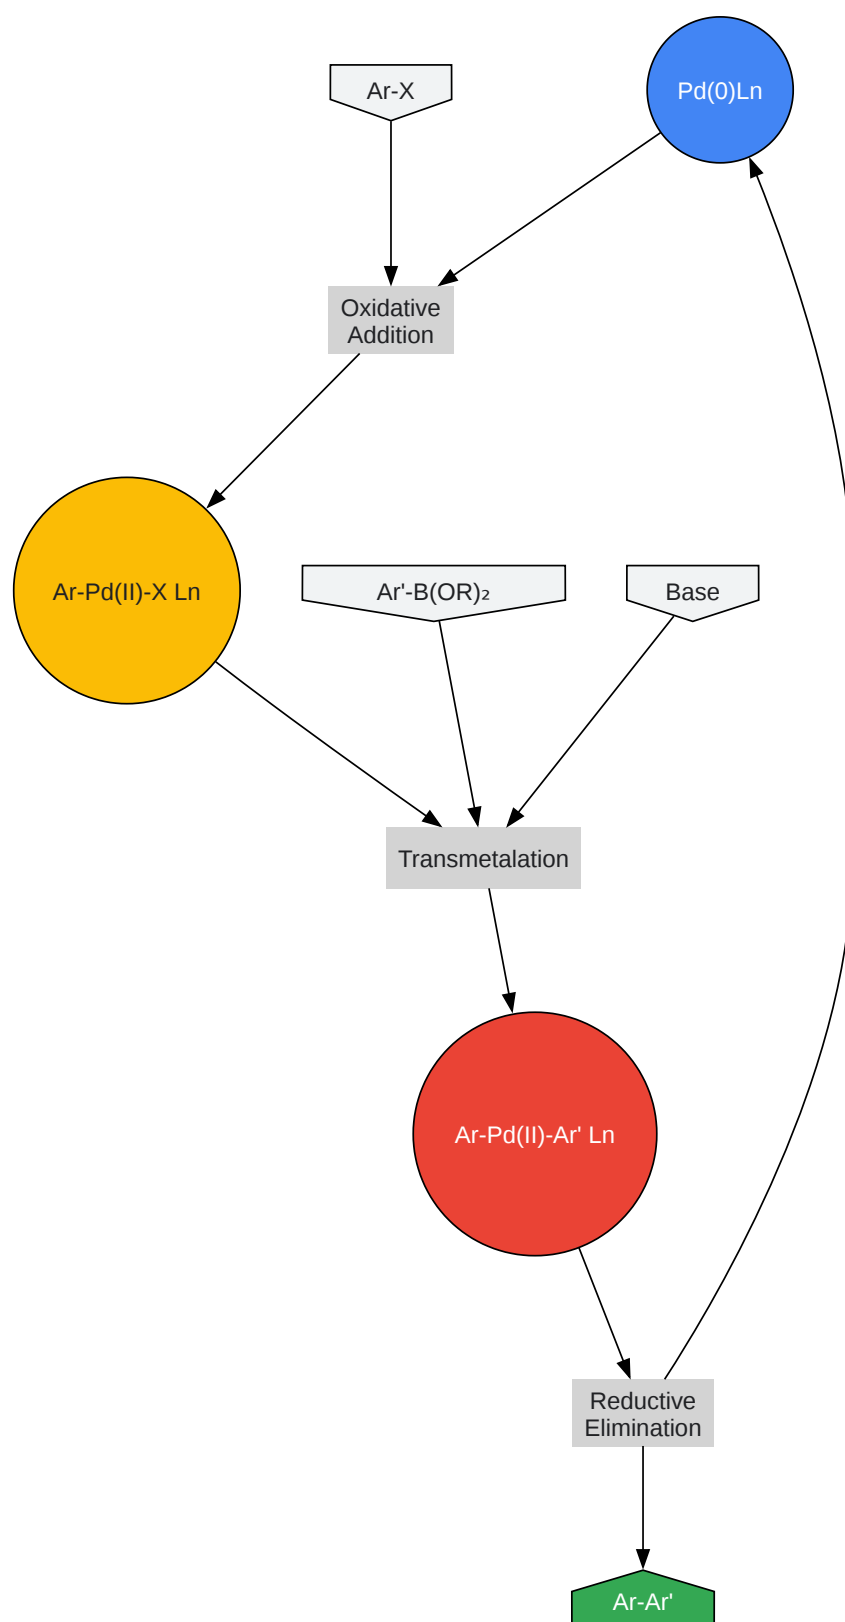 Ar-X
Pd(0)Ln
Oxidative
Addition
Ar-Pd(II)-X Ln
Ar'-B(OR)₂
Base
Transmetalation
Ar-Pd(II)-Ar' Ln
Reductive
Elimination
Ar-Ar'